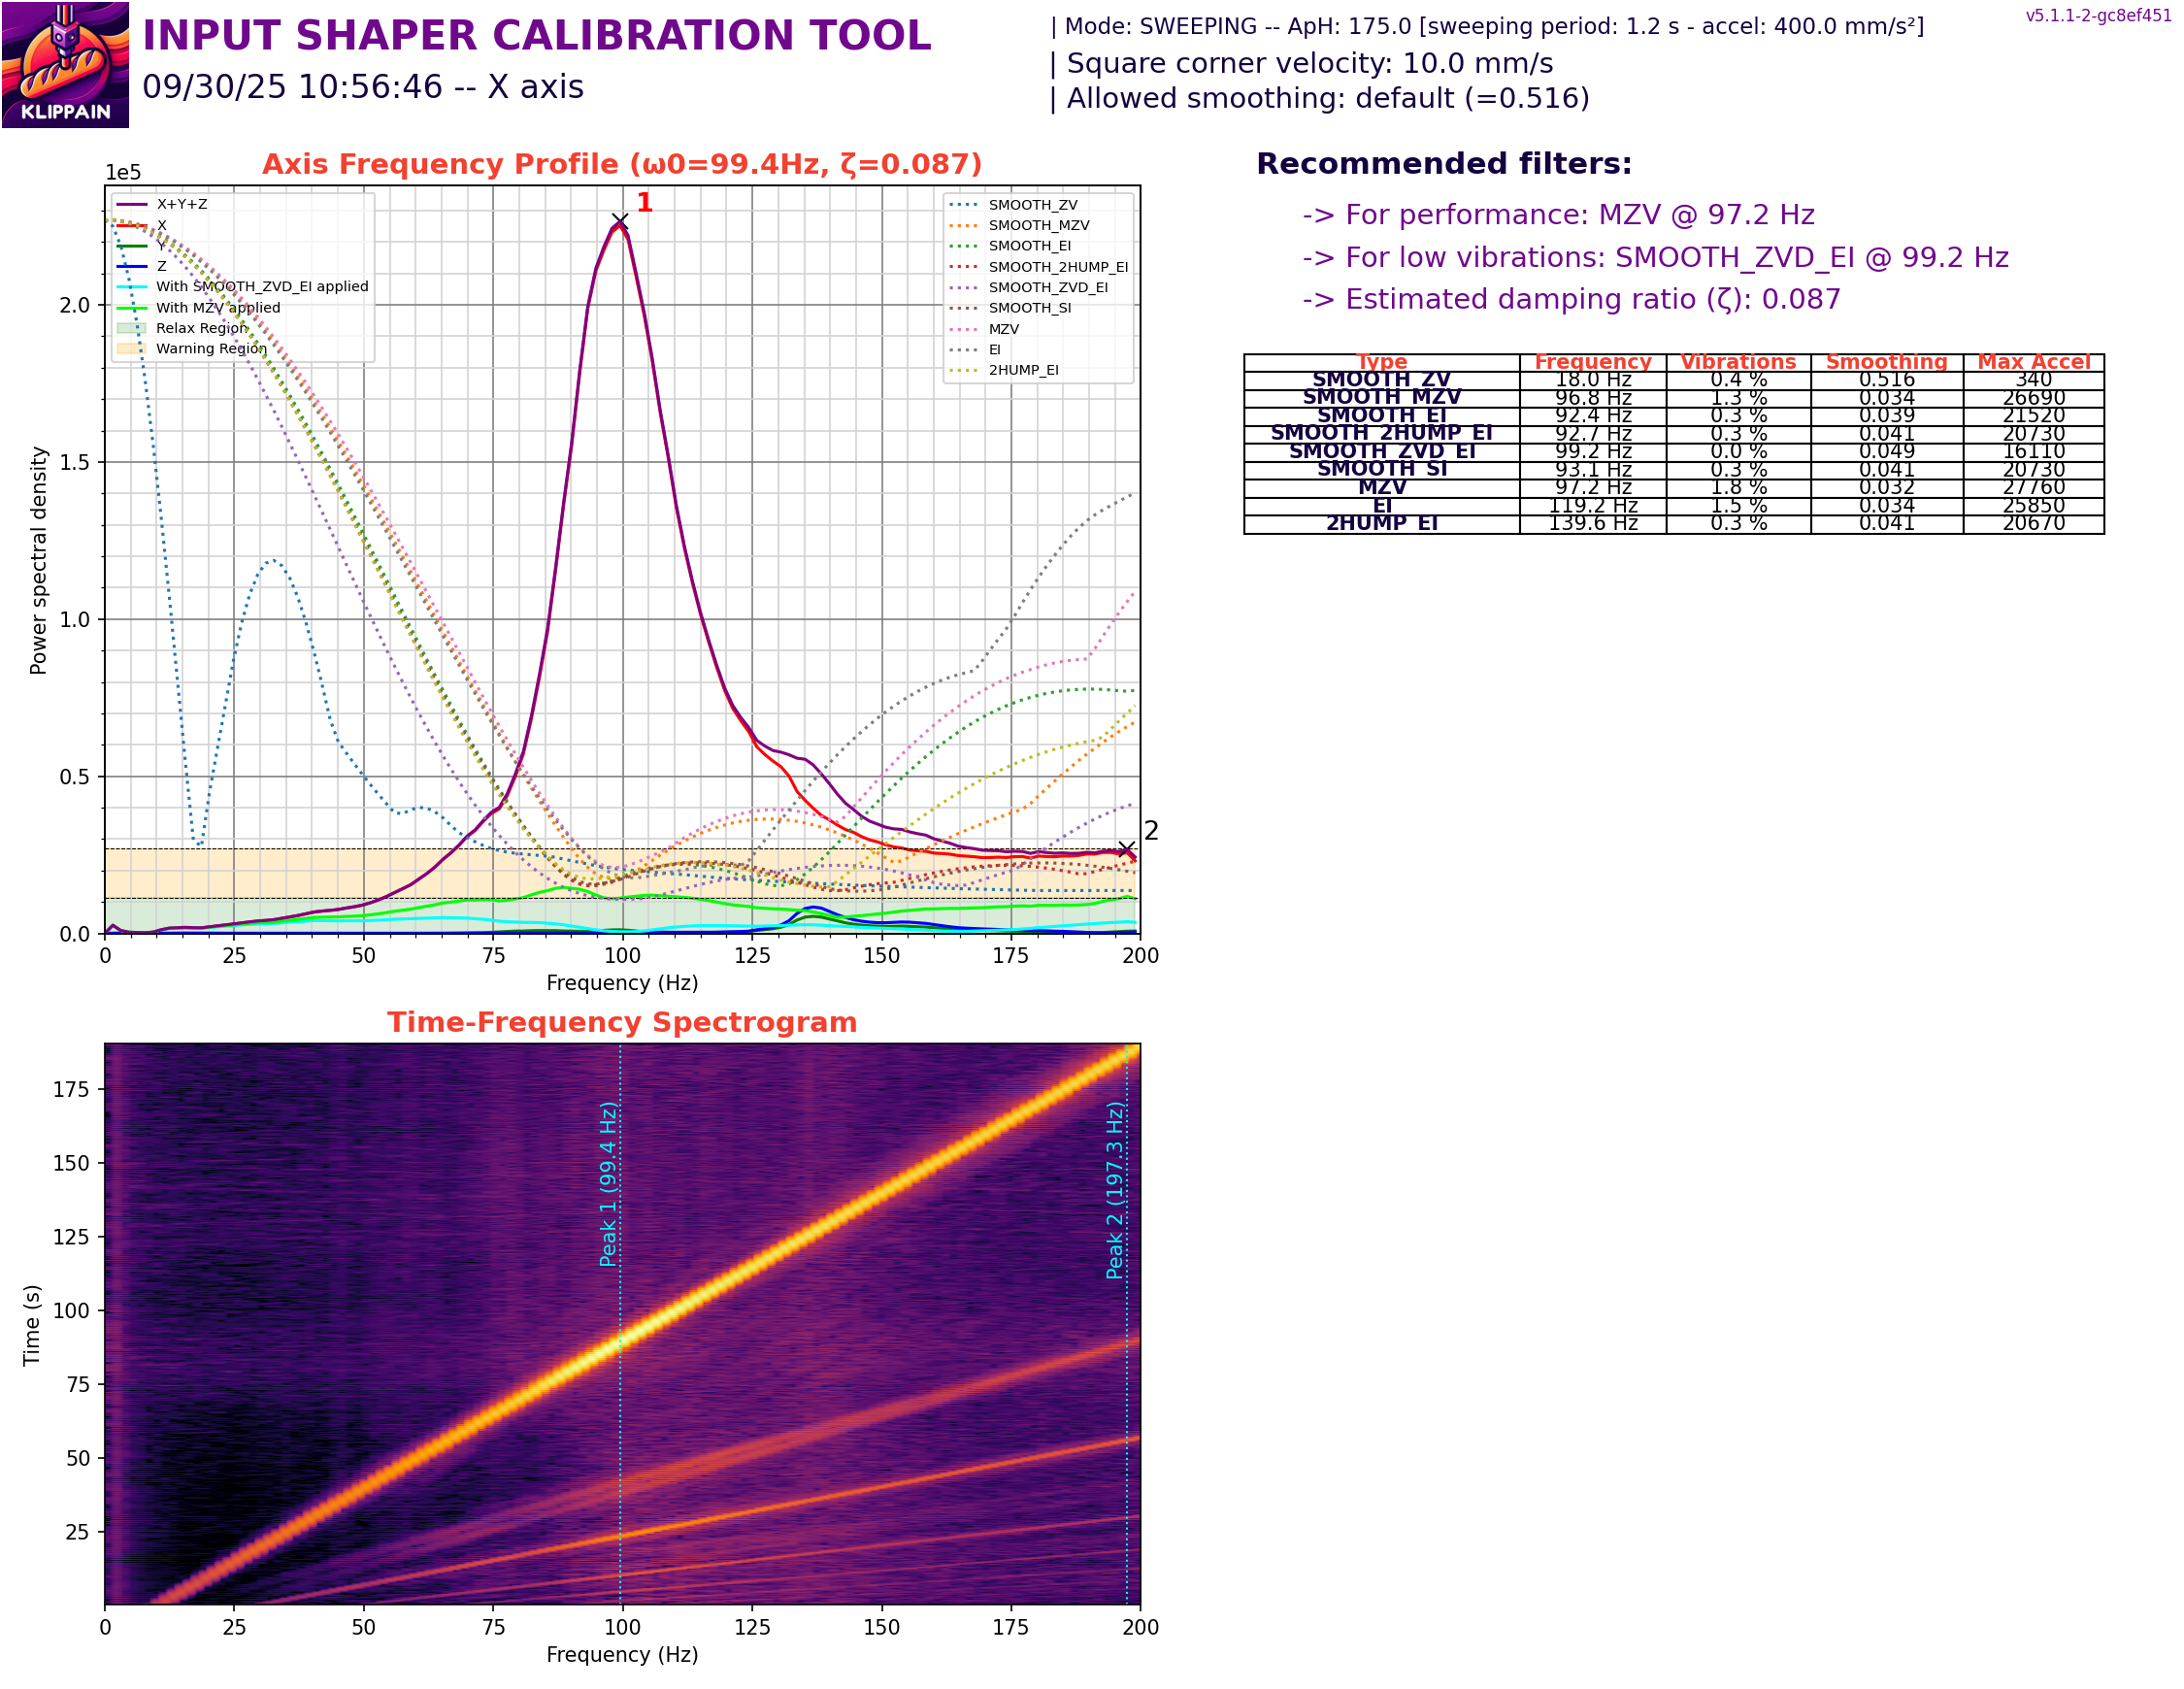 INPUT SHAPER CALIBRATION TOOL
09/30/25 10:56:46 -- X axis
KLIPPAIN
| Mode: SWEEPING -- ApH: 175.0 [sweeping period: 1.2 s - accel: 400.0 mm/s²]
| Square corner velocity: 10.0 mm/s
| Allowed smoothing: default (=0.516)
v5.1.1-2-gc8ef451
Axis Frequency Profile (ω0=99.4Hz, ζ=0.087)
1e5
X+Y+Z
X
Y
Z
With SMOOTH_ZVD_EI applied
With MZV applied
Relax Region
Warning Region
SMOOTH_ZV
SMOOTH_MZV
SMOOTH_EI
SMOOTH_2HUMP_EI
SMOOTH_ZVD_EI
SMOOTH_SI
MZV
EI
2HUMP_EI
1
2
Power spectral density
2.0
1.5
1.0
0.5
0.0
0 25 50 75 100 125 150 175 200
Frequency (Hz)
Recommended filters:
-> For performance: MZV @ 97.2 Hz
-> For low vibrations: SMOOTH_ZVD_EI @ 99.2 Hz
-> Estimated damping ratio (ζ): 0.087
Type Frequency Vibrations Smoothing Max Accel
SMOOTH_ZV 18.0 Hz 0.4 % 0.516 340
SMOOTH_MZV 96.8 Hz 1.3 % 0.034 26690
SMOOTH_EI 92.4 Hz 0.3 % 0.039 21520
SMOOTH_2HUMP_EI 92.7 Hz 0.3 % 0.041 20730
SMOOTH_ZVD_EI 99.2 Hz 0.0 % 0.049 16110
SMOOTH_SI 93.1 Hz 0.3 % 0.041 20730
MZV 97.2 Hz 1.8 % 0.032 27760
EI 119.2 Hz 1.5 % 0.034 25850
2HUMP_EI 139.6 Hz 0.3 % 0.041 20670
Time-Frequency Spectrogram
Time (s)
175
150
125
100
75
50
25
Peak 1 (99.4 Hz)
Peak 2 (197.3 Hz)
0 25 50 75 100 125 150 175 200
Frequency (Hz)